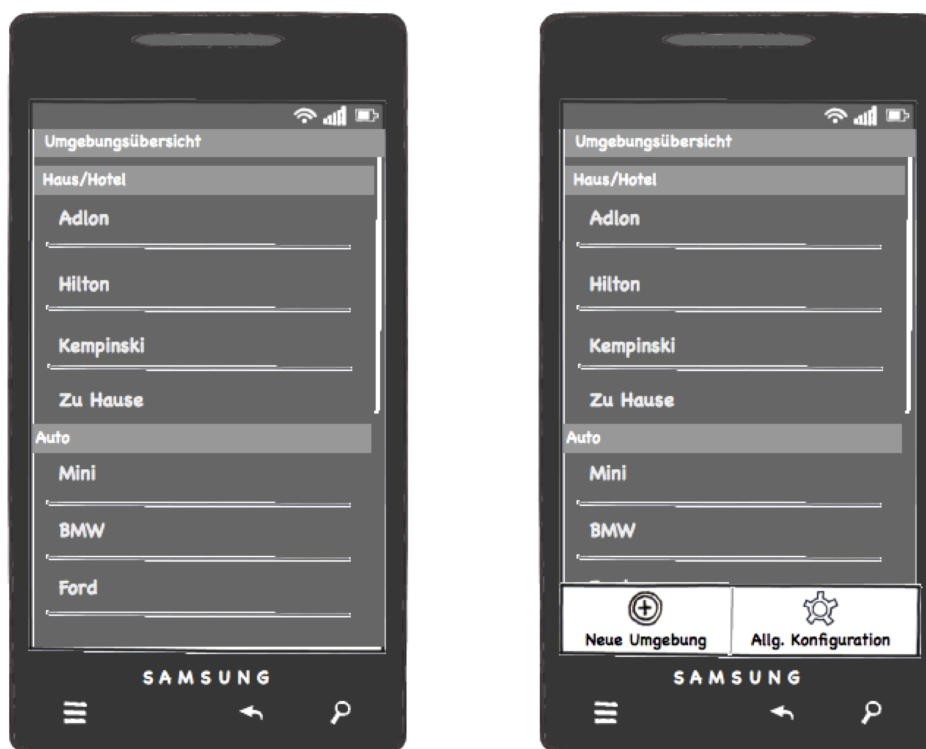 Umgebungsübersicht
Haus/Hotel
Adlon
Hilton
Kempinski
Zu Hause
Auto
Mini
BMW
Ford
SAMSUNG
Umgebungsübersicht
Haus/Hotel
Adlon
Hilton
Kempinski
Zu Hause
Auto
Mini
BMW
Neue Umgebung
Allg. Konfiguration
SAMSUNG